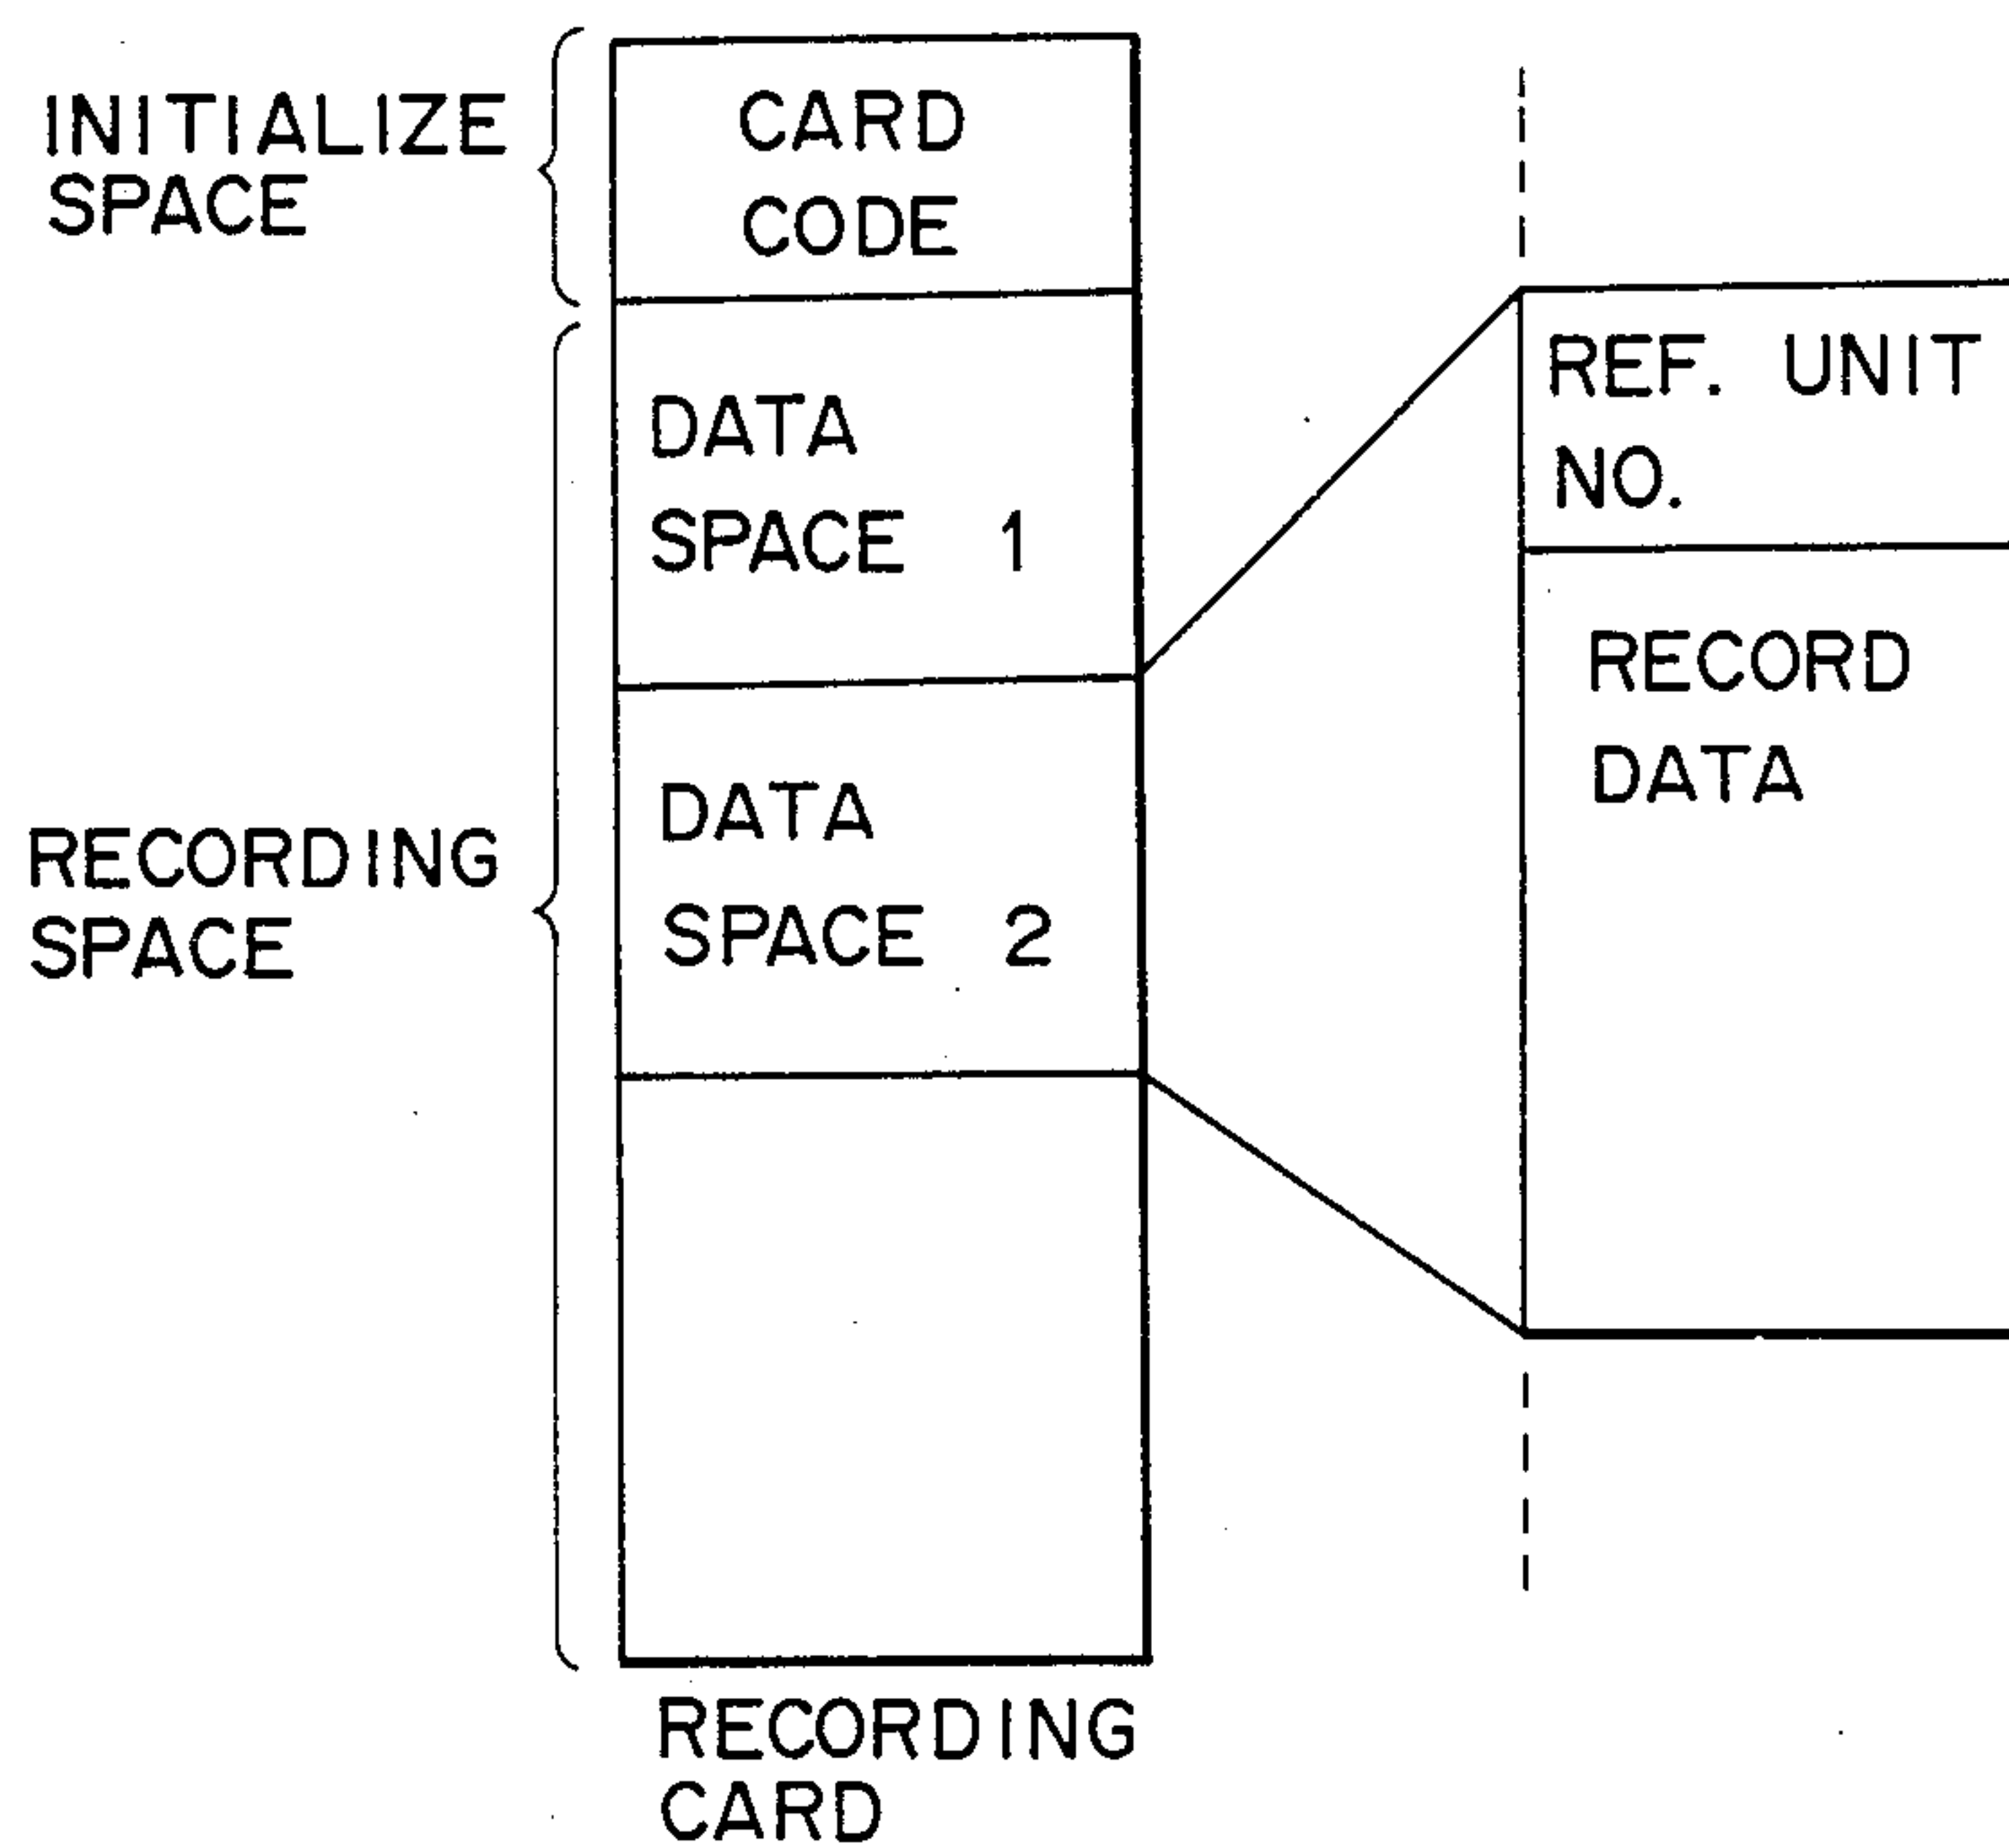 INITIALIZE
SPACE
CARD
CODE
DATA
SPACE 1
DATA
SPACE 2
RECORDING
SPACE
RECORDING
CARD
REF. UNIT
NO.
RECORD
DATA